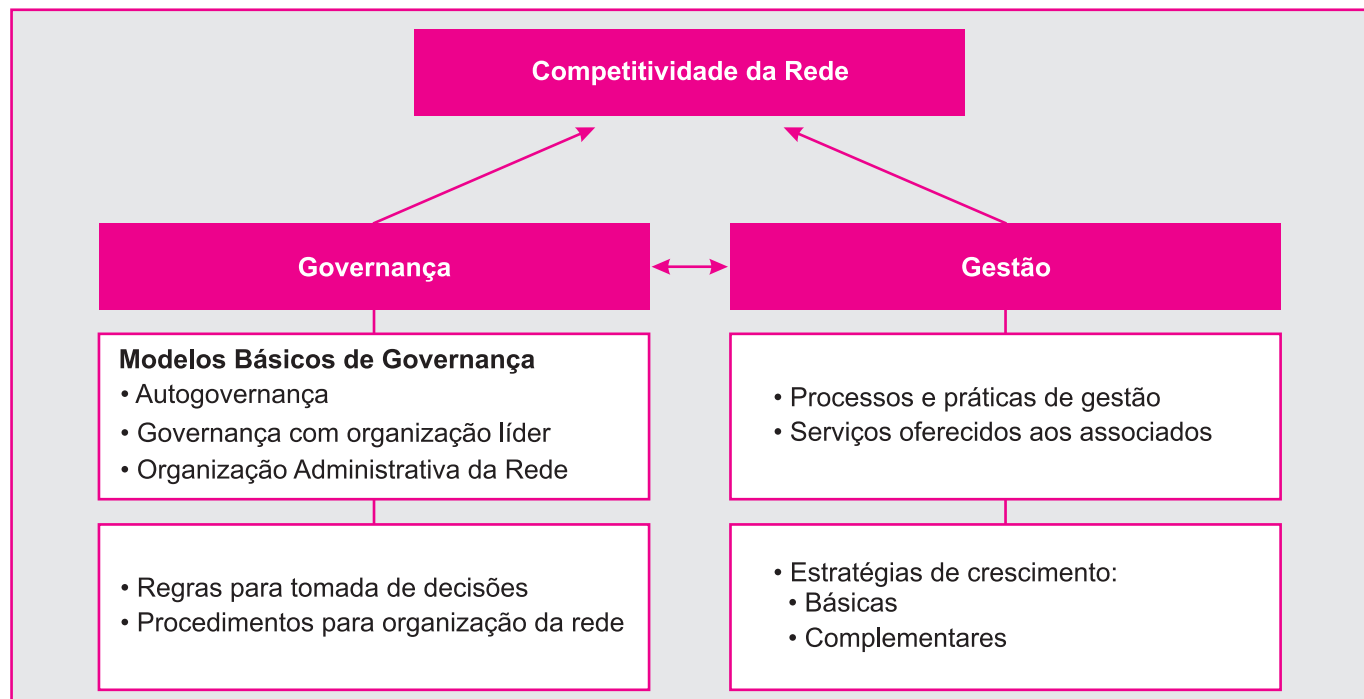 Competitividade da Rede
Governança
Gestão
Modelos Básicos de Governança
• Autogovernança
• Governança com organização líder
• Organização Administrativa da Rede
• Regras para tomada de decisões
• Procedimentos para organização da rede
• Processos e práticas de gestão
• Serviços oferecidos aos associados
• Estratégias de crescimento:
• Básicas
• Complementares